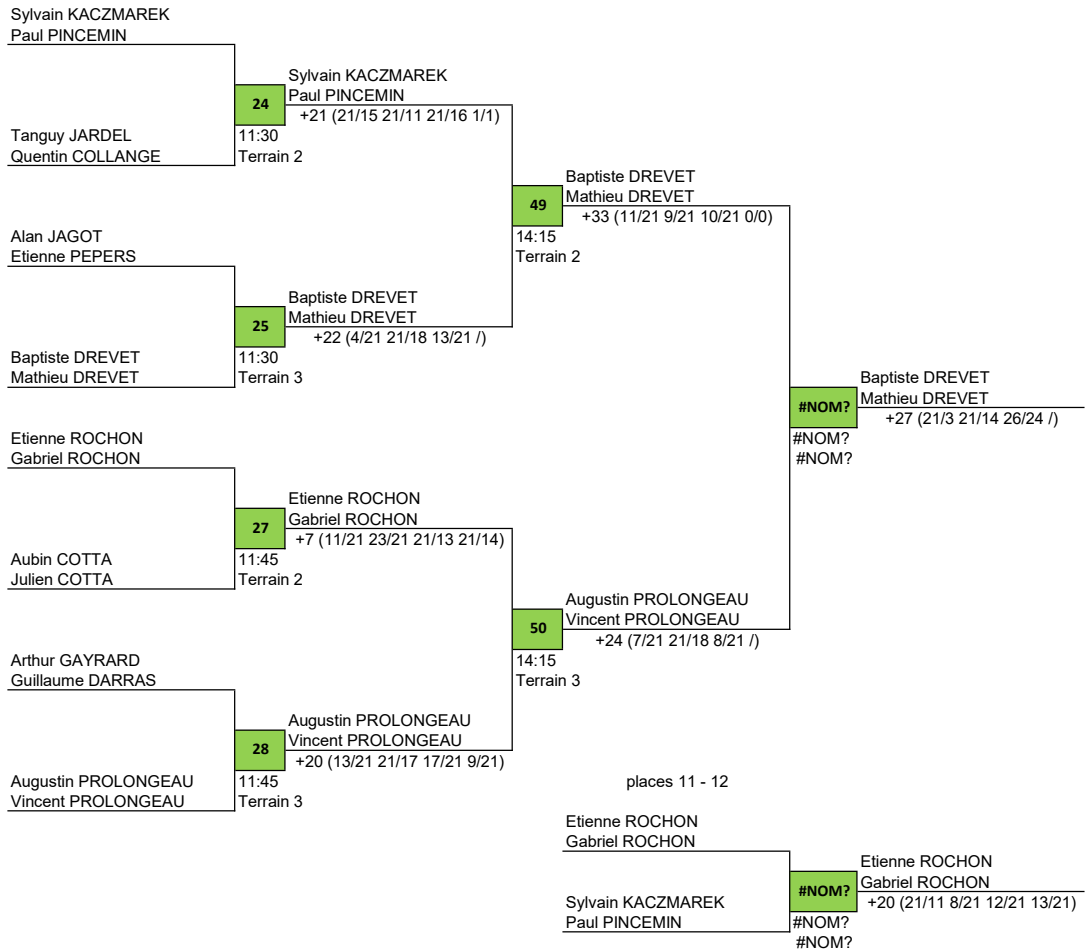 Sylvain KACZMAREK
Paul PINCEMIN
Sylvain KACZMAREK
24
Paul PINCEMIN
+21 (21/15 21/11 21/16 1/1)
Tanguy JARDEL
11:30
Quentin COLLANGE
Terrain 2
Baptiste DREVET
49
Mathieu DREVET
+33 (11/21 9/21 10/21 0/0)
Alan JAGOT
14:15
Etienne PEPERS
Terrain 2
Baptiste DREVET
25
Mathieu DREVET
+22 (4/21 21/18 13/21 /)
Baptiste DREVET
11:30
Mathieu DREVET
Terrain 3
Baptiste DREVET
#NOM?
Mathieu DREVET
+27 (21/3 21/14 26/24 /)
Etienne ROCHON
#NOM?
Gabriel ROCHON
#NOM?
Etienne ROCHON
27
Gabriel ROCHON
+7 (11/21 23/21 21/13 21/14)
Aubin COTTA
11:45
Julien COTTA
Terrain 2
Augustin PROLONGEAU
50
Vincent PROLONGEAU
+24 (7/21 21/18 8/21 /)
Arthur GAYRARD
14:15
Guillaume DARRAS
Terrain 3
Augustin PROLONGEAU
28
Vincent PROLONGEAU
+20 (13/21 21/17 17/21 9/21)
Augustin PROLONGEAU
11:45
places 11 - 12
Vincent PROLONGEAU
Terrain 3
Etienne ROCHON
Gabriel ROCHON
Etienne ROCHON
#NOM?
Gabriel ROCHON
+20 (21/11 8/21 12/21 13/21)
Sylvain KACZMAREK
Paul PINCEMIN
#NOM?
#NOM?